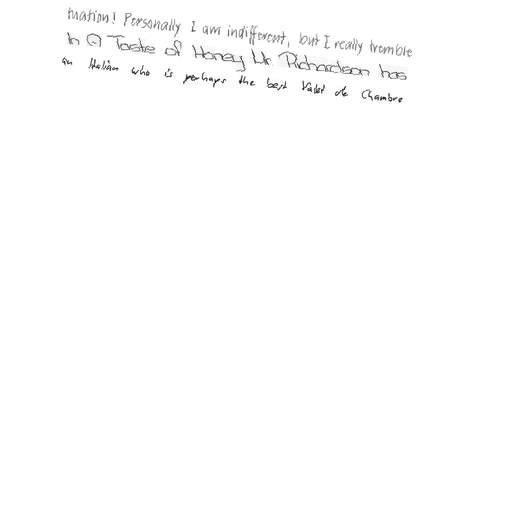 tuation! Personally I am indifferent, but I really tremble
In A Taste of Honey Mr. Richardson has
an Italian who is perhaps the best Valet de Chambre